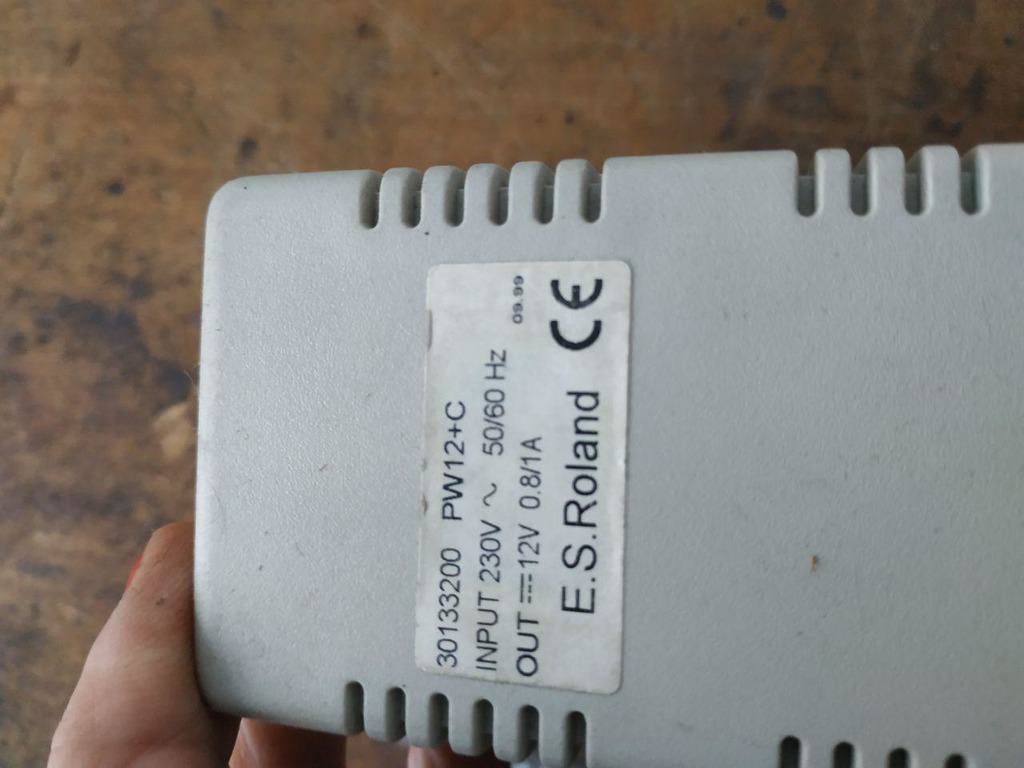 30133200 PW12+C
INPUT 230V ~ 50/60 Hz
OUT ⎓12V 0.8/1A 09.99
E.S.Roland CE